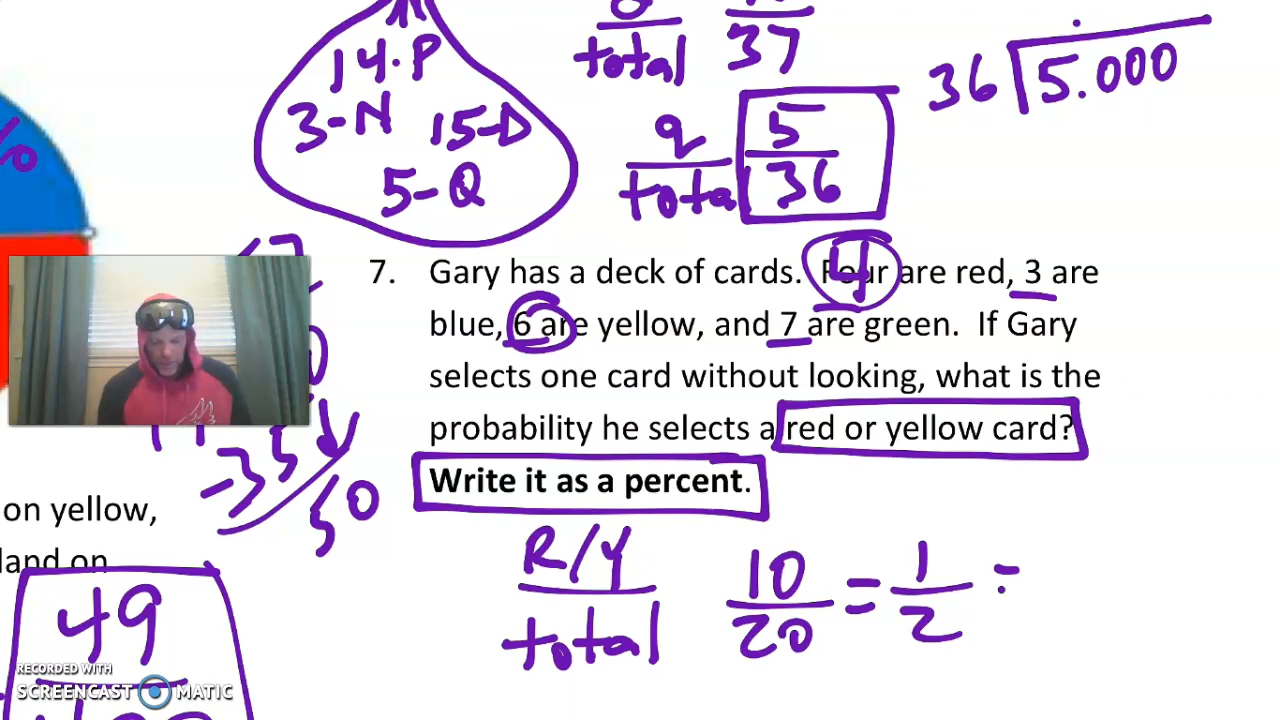 total 37
14 . P
3-N 15-D
5-Q
q 5
total 36
36 5.000
7. Gary has a deck of cards. Four are red, 3 are
4
blue, 6 are yellow, and 7 are green. If Gary
selects one card without looking, what is the
probability he selects a red or yellow card?
Write it as a percent.
on yellow,
land on
R/Y 10 = 1 =
total 20 2
49
RECORDED WITH
SCREENCAST MATIC